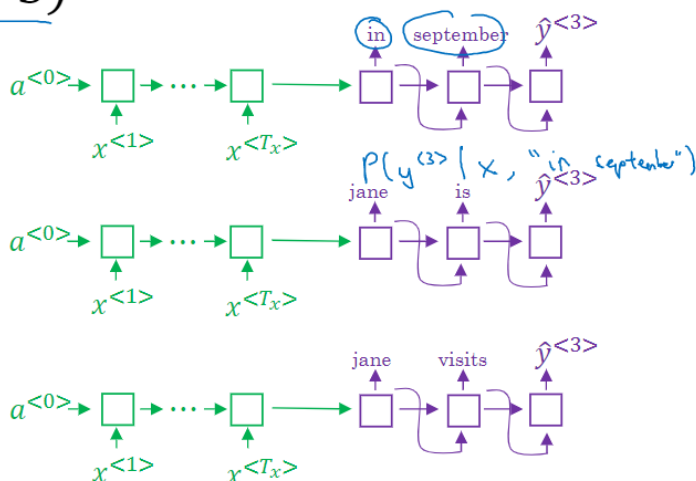 3)
in september ŷ<3>
a<0> ...
x<1> x<Tx>
P(y<3> | x, "in september")
jane is ŷ<3>
a<0> ...
x<1> x<Tx>
jane visits ŷ<3>
a<0> ...
x<1> x<Tx>